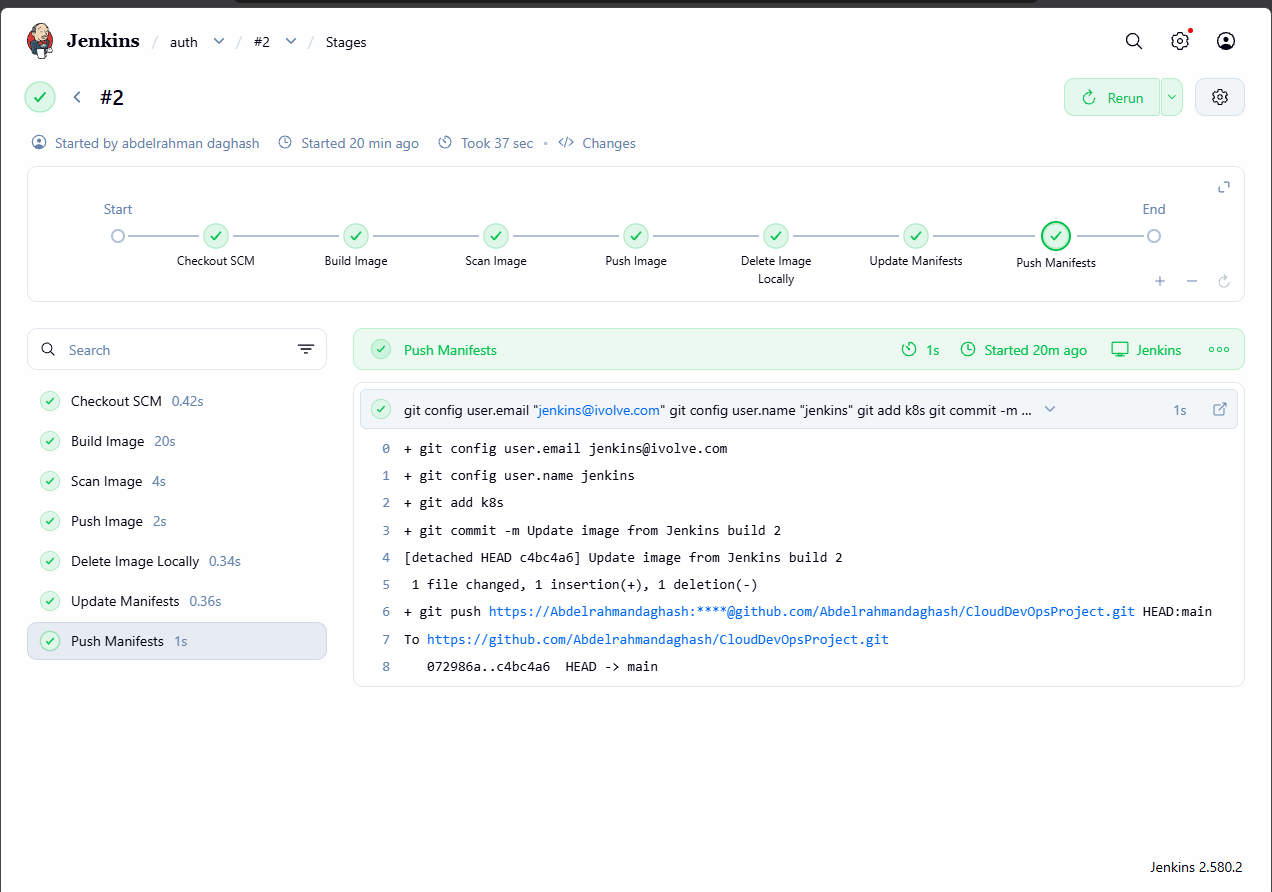 Jenkins / auth / #2 / Stages
#2
Rerun
Started by abdelrahman daghash Started 20 min ago Took 37 sec • Changes
Start End
Checkout SCM Build Image Scan Image Push Image Delete Image Locally Update Manifests Push Manifests
Search
Checkout SCM 0.42s
Build Image 20s
Scan Image 4s
Push Image 2s
Delete Image Locally 0.34s
Update Manifests 0.36s
Push Manifests 1s
Push Manifests 1s Started 20m ago Jenkins
git config user.email "jenkins@ivolve.com" git config user.name "jenkins" git add k8s git commit -m ... 1s
0 + git config user.email jenkins@ivolve.com
1 + git config user.name jenkins
2 + git add k8s
3 + git commit -m Update image from Jenkins build 2
4 [detached HEAD c4bc4a6] Update image from Jenkins build 2
5 1 file changed, 1 insertion(+), 1 deletion(-)
6 + git push https://Abdelrahmandaghash:****@github.com/Abdelrahmandaghash/CloudDevOpsProject.git HEAD:main
7 To https://github.com/Abdelrahmandaghash/CloudDevOpsProject.git
8 072986a..c4bc4a6 HEAD -> main
Jenkins 2.580.2